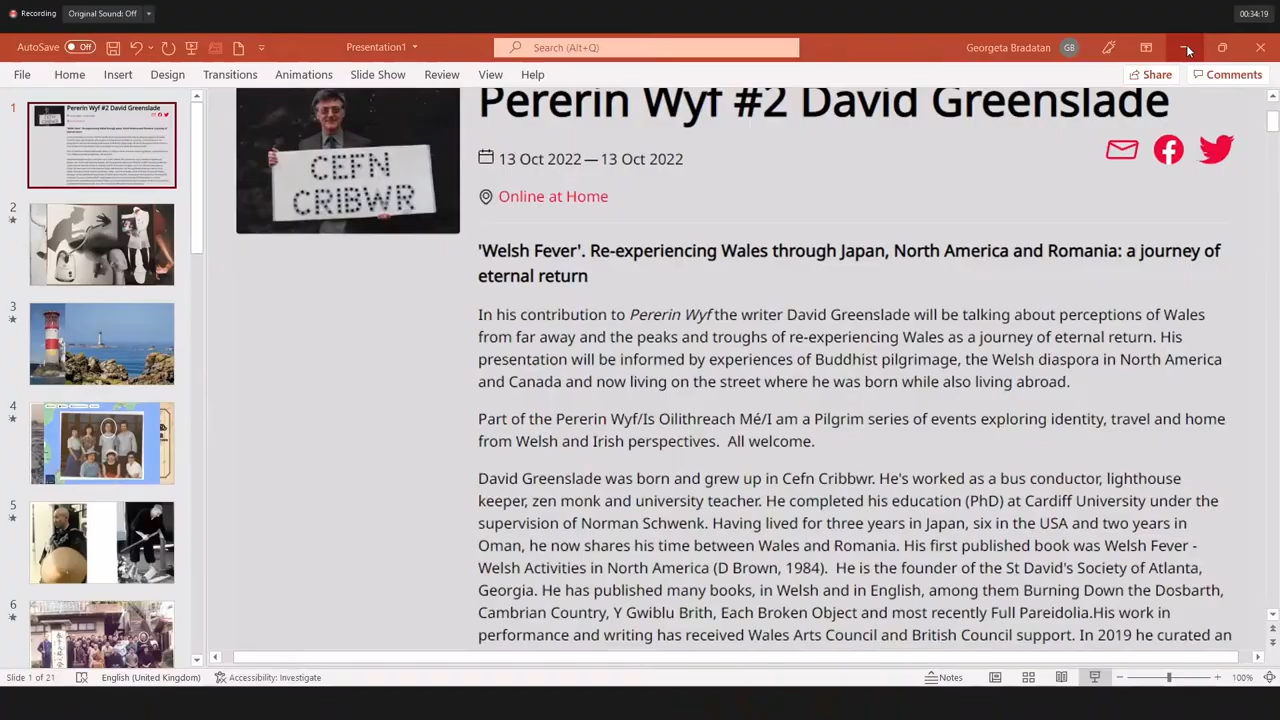 Recording
Original Sound: Off
00:34:19
AutoSave Off
Presentation1
Search (Alt+Q)
Georgeta Bradatan GB
File Home Insert Design Transitions Animations Slide Show Review View Help
Share Comments
1
Pererin Wyf #2 David Greenslade
2
3
4
5
6
Pererin Wyf #2 David Greenslade
CEFN
CRIBWR
13 Oct 2022 — 13 Oct 2022
Online at Home
'Welsh Fever'. Re-experiencing Wales through Japan, North America and Romania: a journey of
eternal return
In his contribution to Pererin Wyf the writer David Greenslade will be talking about perceptions of Wales
from far away and the peaks and troughs of re-experiencing Wales as a journey of eternal return. His
presentation will be informed by experiences of Buddhist pilgrimage, the Welsh diaspora in North America
and Canada and now living on the street where he was born while also living abroad.
Part of the Pererin Wyf/Is Oilithreach Mé/I am a Pilgrim series of events exploring identity, travel and home
from Welsh and Irish perspectives. All welcome.
David Greenslade was born and grew up in Cefn Cribbwr. He's worked as a bus conductor, lighthouse
keeper, zen monk and university teacher. He completed his education (PhD) at Cardiff University under the
supervision of Norman Schwenk. Having lived for three years in Japan, six in the USA and two years in
Oman, he now shares his time between Wales and Romania. His first published book was Welsh Fever -
Welsh Activities in North America (D Brown, 1984). He is the founder of the St David's Society of Atlanta,
Georgia. He has published many books, in Welsh and in English, among them Burning Down the Dosbarth,
Cambrian Country, Y Gwiblu Brith, Each Broken Object and most recently Full Pareidolia.His work in
performance and writing has received Wales Arts Council and British Council support. In 2019 he curated an
Slide 1 of 21 English (United Kingdom) Accessibility: Investigate
Notes
100%